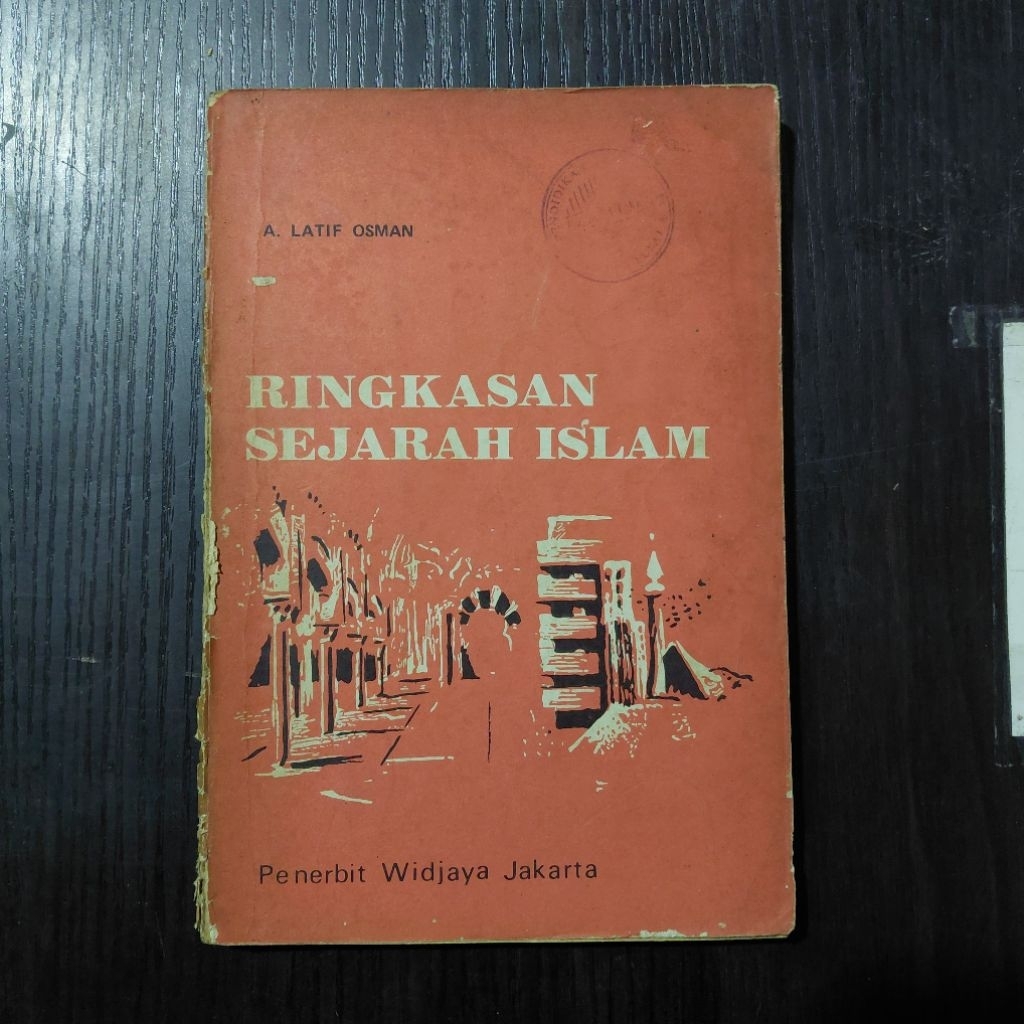 A. LATIF OSMAN
RINGKASAN
SEJARAH ISLAM
Penerbit Widjaya Jakarta